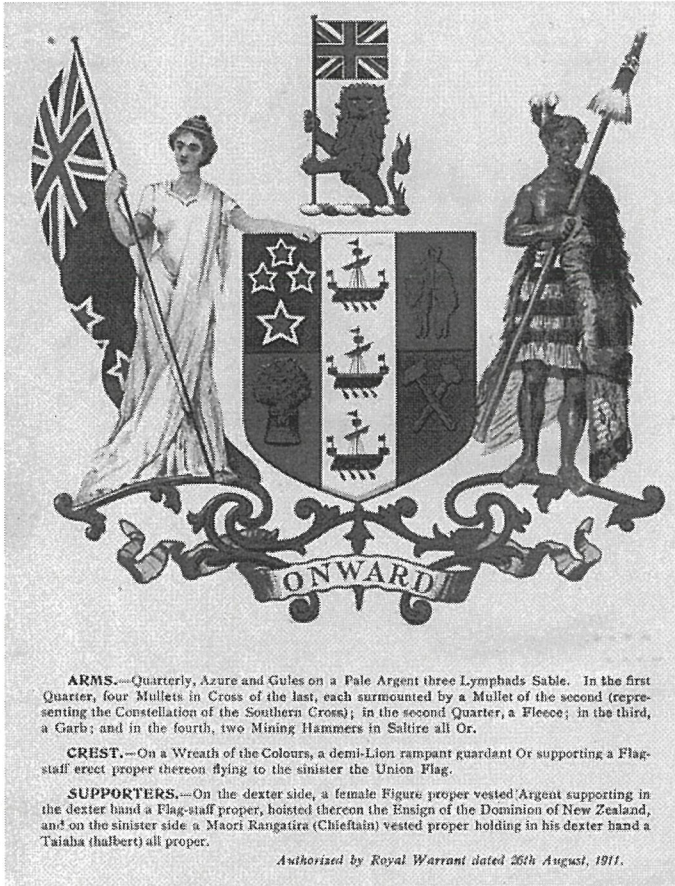 ONWARD
ARMS.—Quarterly, Azure and Gules on a Pale Argent three Lymphads Sable. In the first
Quarter, four Mullets in Cross of the last, each surmounted by a Mullet of the second (repre-
senting the Constellation of the Southern Cross); in the second Quarter, a Fleece; in the third,
a Garb; and in the fourth, two Mining Hammers in Saltire all Or.
CREST.—On a Wreath of the Colours, a demi-Lion rampant guardant Or supporting a Flag-
staff erect proper thereon flying to the sinister the Union Flag.
SUPPORTERS.—On the dexter side, a female Figure proper vested Argent supporting in
the dexter hand a Flag-staff proper, hoisted thereon the Ensign of the Dominion of New Zealand,
and on the sinister side a Maori Rangatira (Chieftain) vested proper holding in his dexter hand a
Taiaha (halbert) all proper.
Authorized by Royal Warrant dated 26th August, 1911.